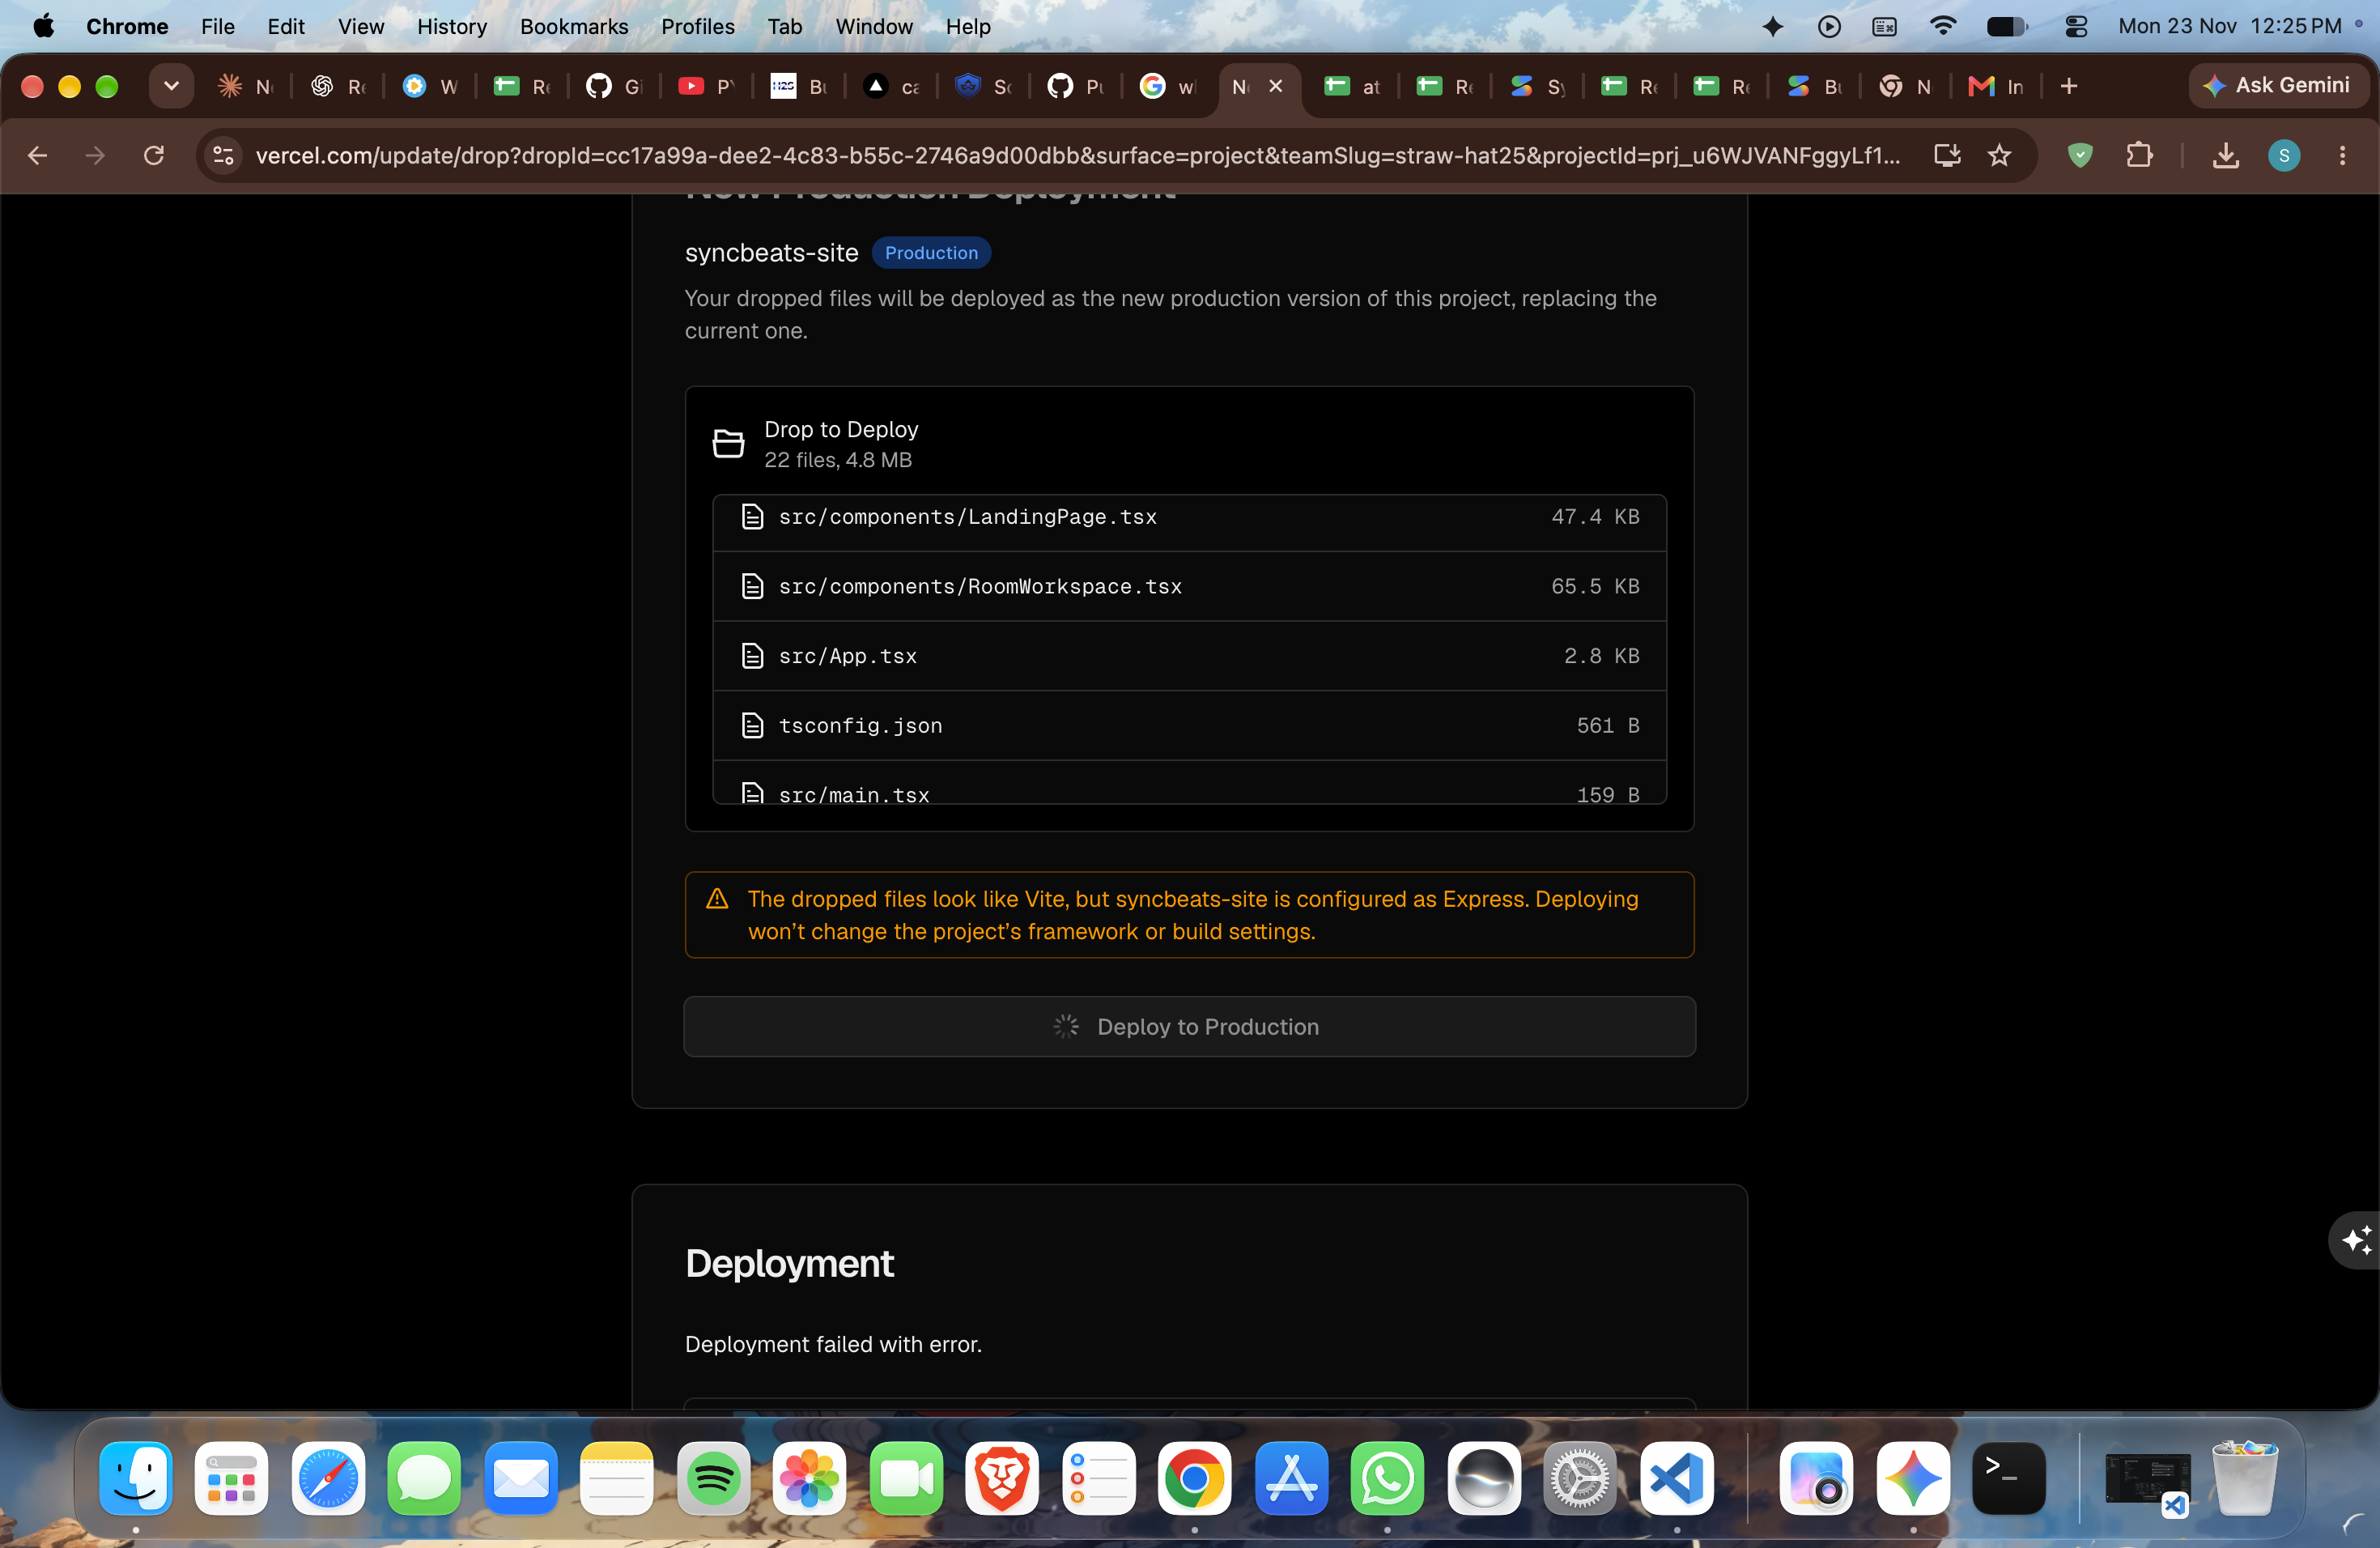 Chrome File Edit View History Bookmarks Profiles Tab Window Help Mon 23 Nov 12:25 PM
Ask Gemini
vercel.com/update/drop?dropId=cc17a99a-dee2-4c83-b55c-2746a9d00dbb&surface=project&teamSlug=straw-hat25&projectId=prj_u6WJVANFggyLf1... S
New Production Deployment
syncbeats-site Production
Your dropped files will be deployed as the new production version of this project, replacing the
current one.
Drop to Deploy
22 files, 4.8 MB
src/components/LandingPage.tsx 47.4 KB
src/components/RoomWorkspace.tsx 65.5 KB
src/App.tsx 2.8 KB
tsconfig.json 561 B
src/main.tsx 159 B
The dropped files look like Vite, but syncbeats-site is configured as Express. Deploying
won't change the project's framework or build settings.
Deploy to Production
Deployment
Deployment failed with error.